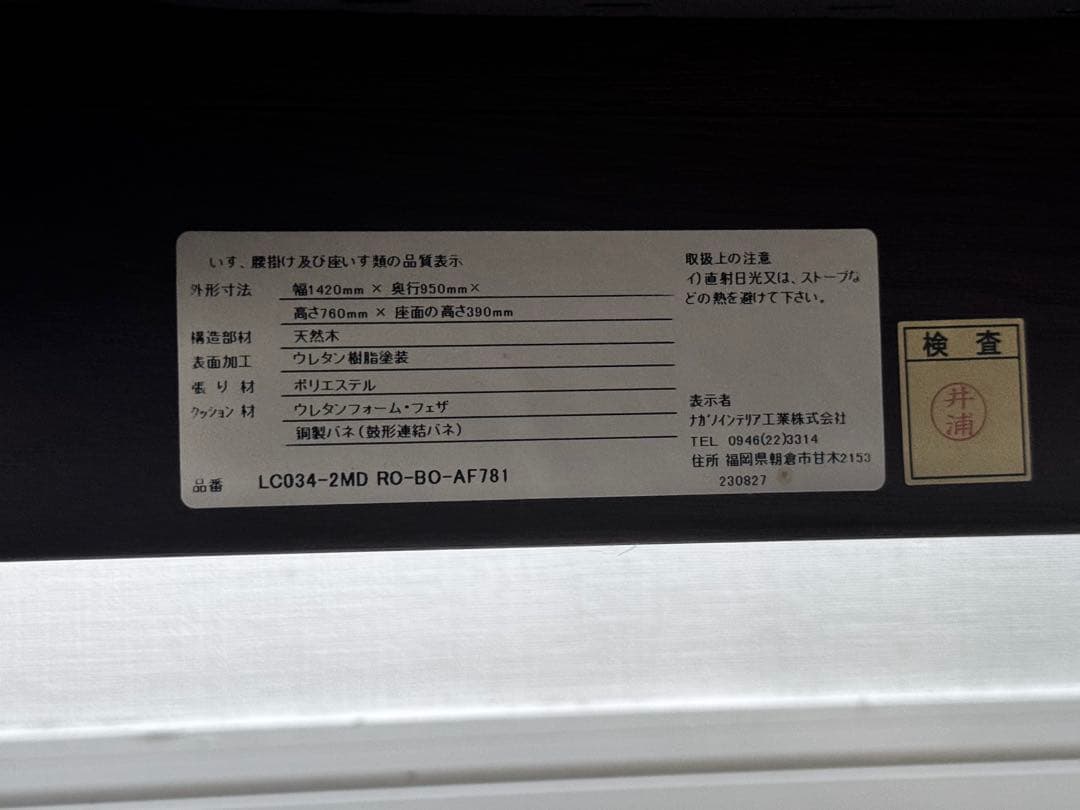 いす、腰掛け及び座いす類の品質表示
外形寸法 幅1420mm × 奥行950mm×
高さ760mm × 座面の高さ390mm
構造部材 天然木
表面加工 ウレタン樹脂塗装
張り材 ポリエステル
クッション材 ウレタンフォーム・フェザ
鋼製バネ(鼓形連結バネ)
品番 LC034-2MD RO-BO-AF781
取扱上の注意
イ)直射日光又は、ストーブな
どの熱を避けて下さい。
表示者
ナガノインテリア工業株式会社
TEL 0946(22)3314
住所 福岡県朝倉市甘木2153
230827
検査
井浦